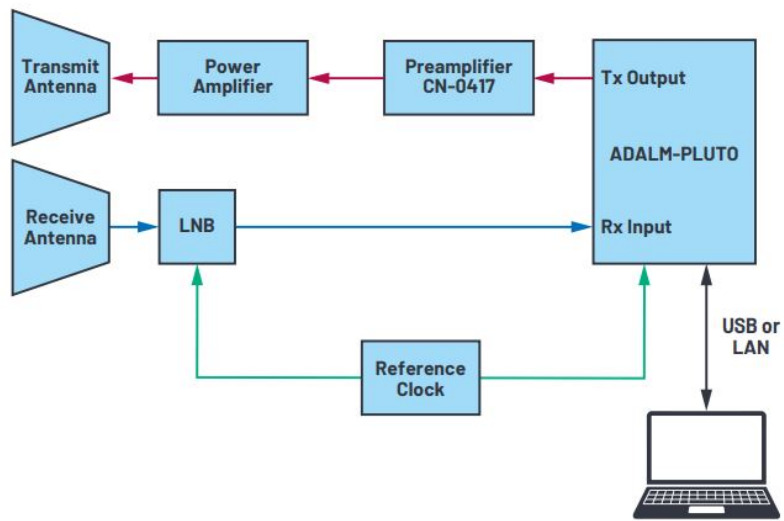 Transmit
Antenna
Power
Amplifier
Preamplifier
CN-0417
Tx Output
ADALM-PLUTO
Rx Input
Receive
Antenna
LNB
Reference
Clock
USB or
LAN